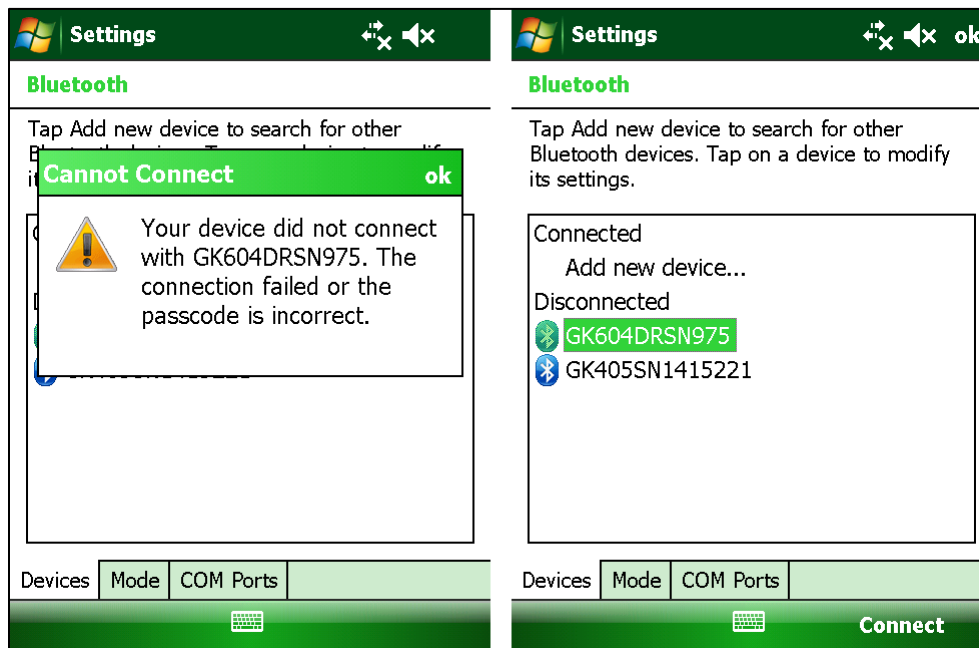 Settings
Bluetooth
Tap Add new device to search for other
Cannot Connect
ok
Your device did not connect
with GK604DRSN975. The
connection failed or the
passcode is incorrect.
Devices
Mode
COM Ports
Settings
ok
Bluetooth
Tap Add new device to search for other
Bluetooth devices. Tap on a device to modify
its settings.
Connected
Add new device...
Disconnected
GK604DRSN975
GK405SN1415221
Devices
Mode
COM Ports
Connect